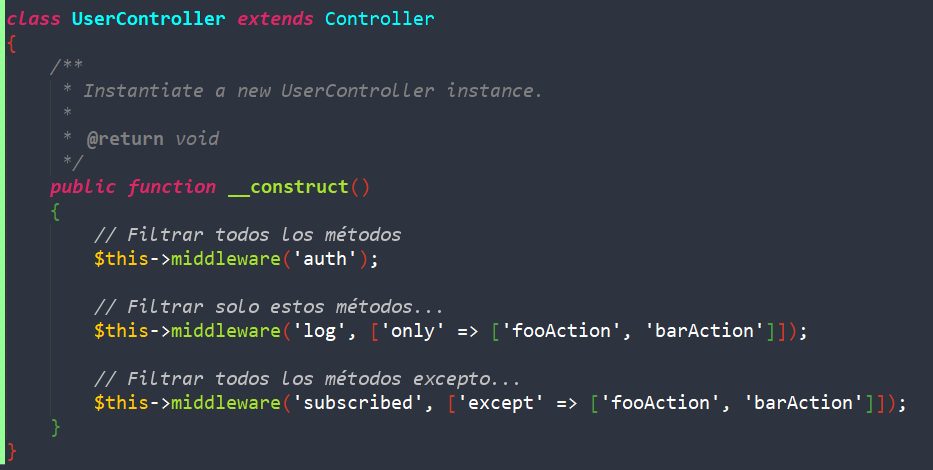 class UserController extends Controller
{
    /**
     * Instantiate a new UserController instance.
     *
     * @return void
     */
    public function __construct()
    {
        // Filtrar todos los métodos
        $this->middleware('auth');

        // Filtrar solo estos métodos...
        $this->middleware('log', ['only' => ['fooAction', 'barAction']]);

        // Filtrar todos los métodos excepto...
        $this->middleware('subscribed', ['except' => ['fooAction', 'barAction']]);
    }
}